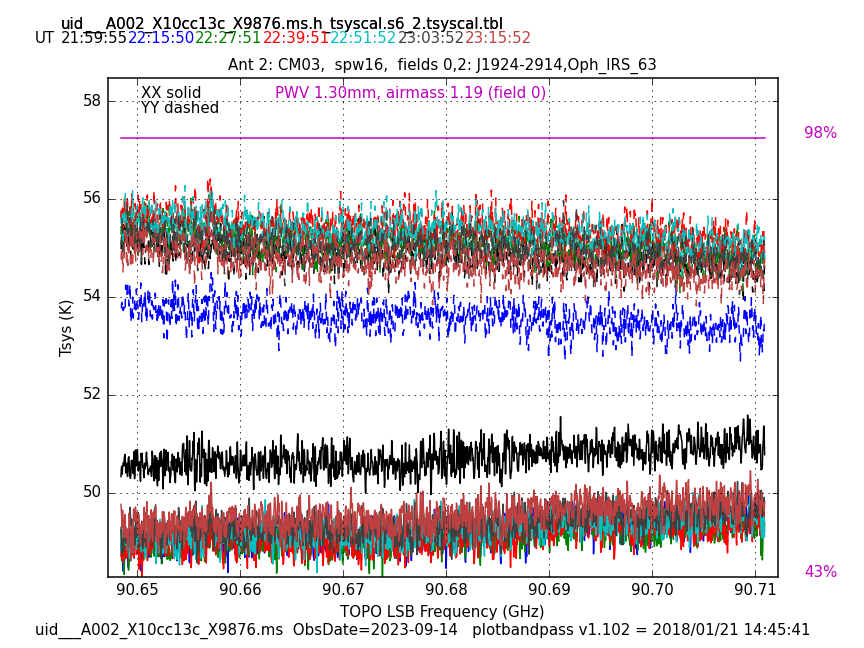 uid___A002_X10cc13c_X9876.ms.h_tsyscal.s6_2.tsyscal.tbl
UT 21:59:55 22:15:50 22:27:51 22:39:51 22:51:52 23:03:52 23:15:52
Ant 2: CM03,  spw16,  fields 0,2: J1924-2914,Oph_IRS_63
XX solid
PWV 1.30mm, airmass 1.19 (field 0)
YY dashed
58
98%
56
54
Tsys (K)
52
50
43%
90.65 90.66 90.67 90.68 90.69 90.70 90.71
TOPO LSB Frequency (GHz)
uid___A002_X10cc13c_X9876.ms  ObsDate=2023-09-14   plotbandpass v1.102 = 2018/01/21 14:45:41